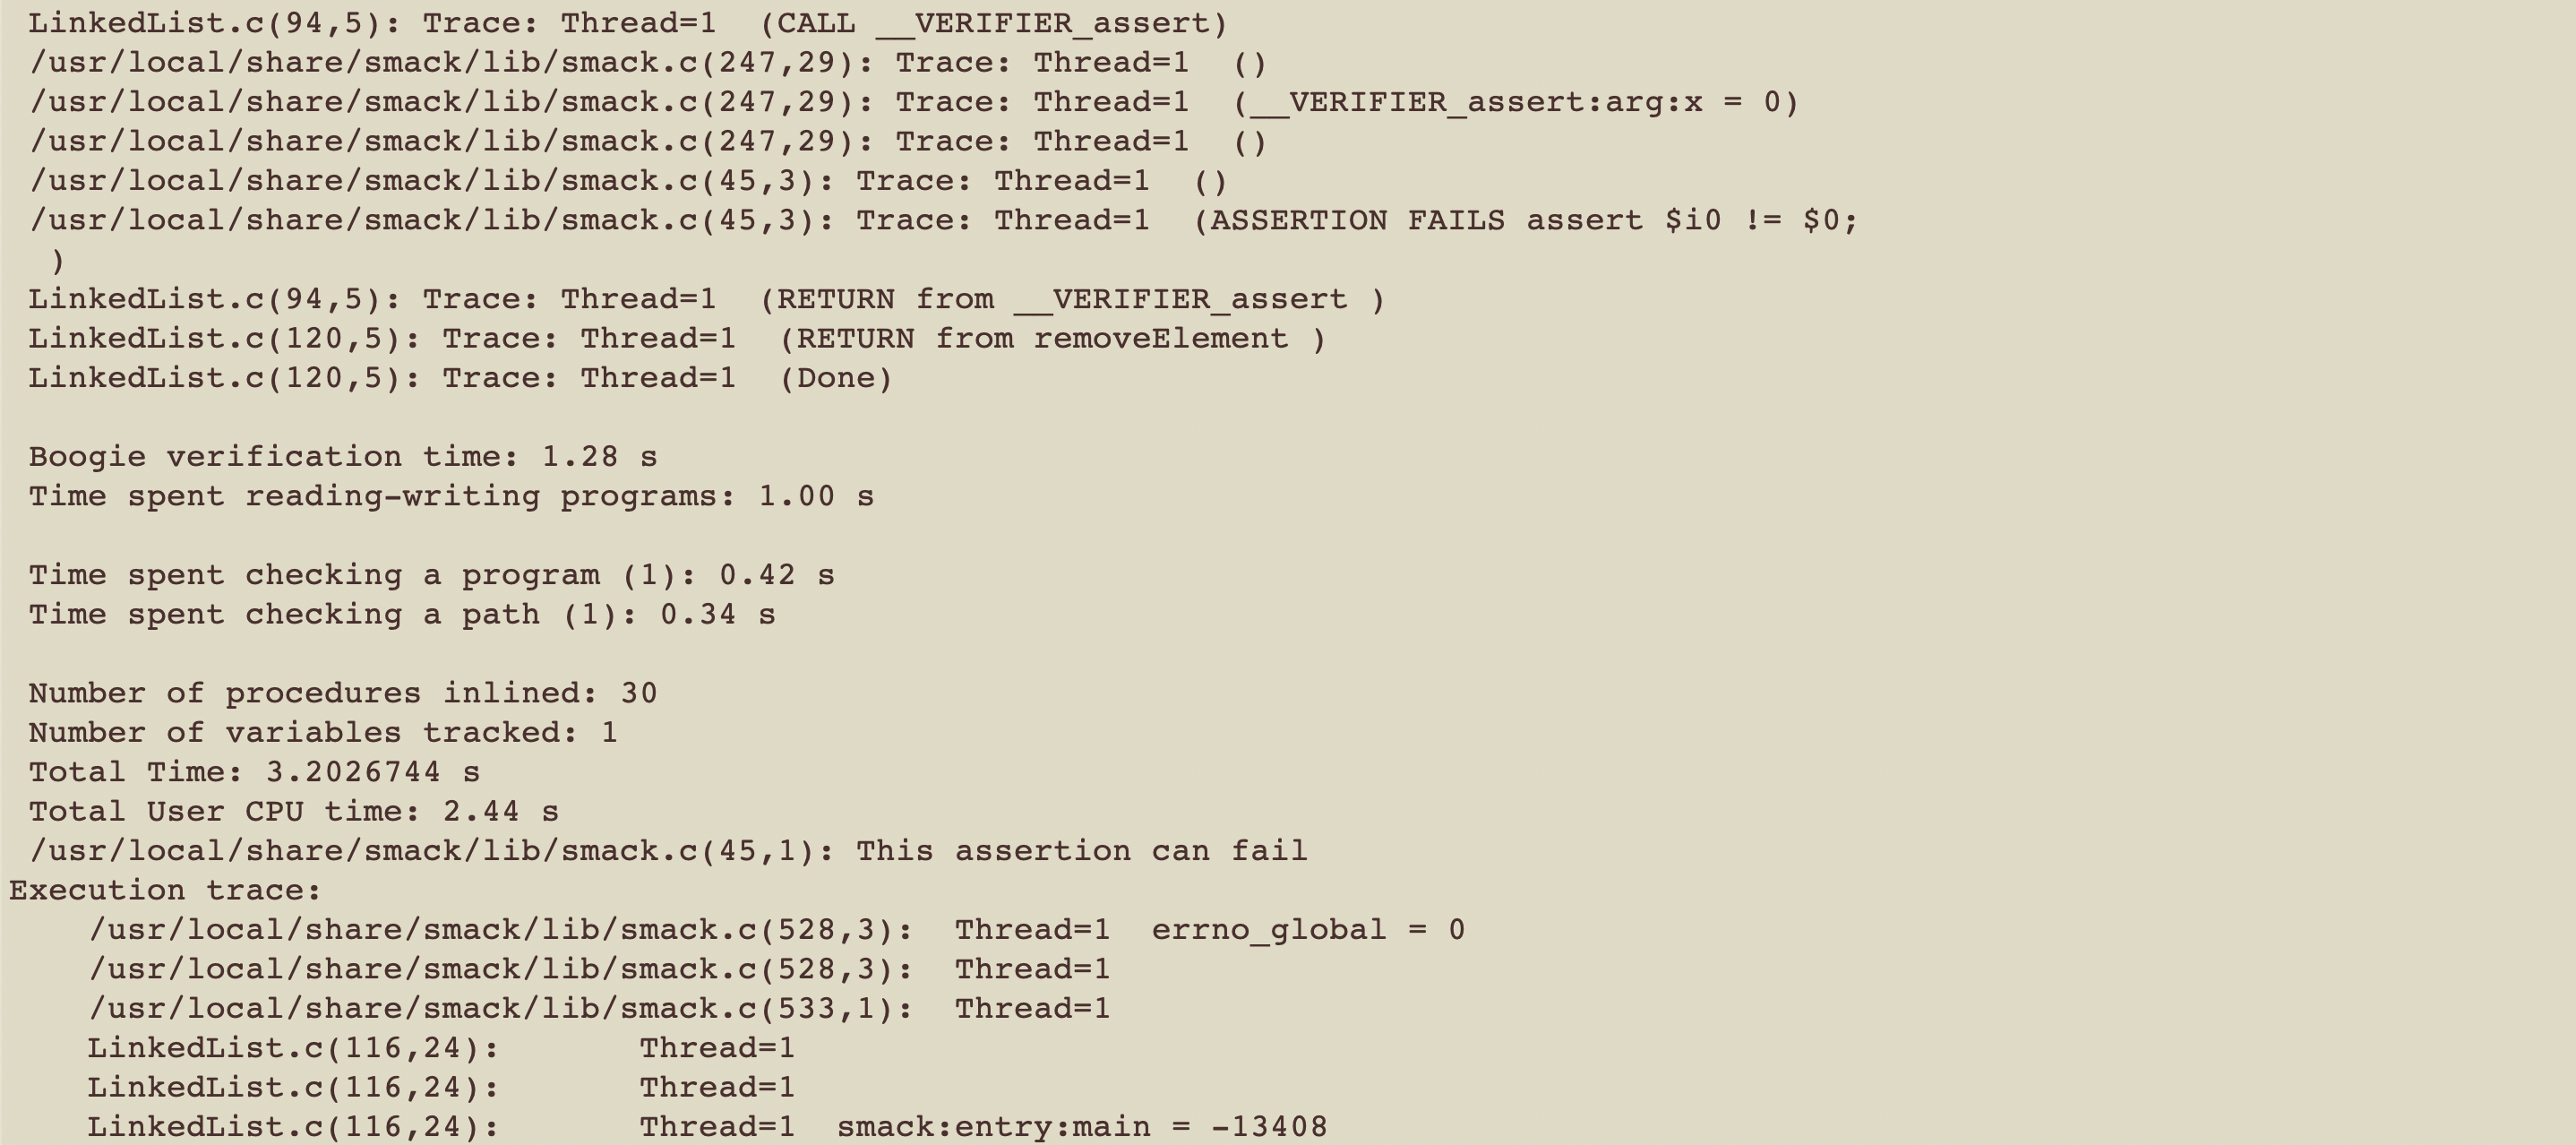 LinkedList.c(94,5): Trace: Thread=1  (CALL __VERIFIER_assert)
/usr/local/share/smack/lib/smack.c(247,29): Trace: Thread=1  ()
/usr/local/share/smack/lib/smack.c(247,29): Trace: Thread=1  (__VERIFIER_assert:arg:x = 0)
/usr/local/share/smack/lib/smack.c(247,29): Trace: Thread=1  ()
/usr/local/share/smack/lib/smack.c(45,3): Trace: Thread=1  ()
/usr/local/share/smack/lib/smack.c(45,3): Trace: Thread=1  (ASSERTION FAILS assert $i0 != $0;
)
LinkedList.c(94,5): Trace: Thread=1  (RETURN from __VERIFIER_assert )
LinkedList.c(120,5): Trace: Thread=1  (RETURN from removeElement )
LinkedList.c(120,5): Trace: Thread=1  (Done)
Boogie verification time: 1.28 s
Time spent reading-writing programs: 1.00 s
Time spent checking a program (1): 0.42 s
Time spent checking a path (1): 0.34 s
Number of procedures inlined: 30
Number of variables tracked: 1
Total Time: 3.2026744 s
Total User CPU time: 2.44 s
/usr/local/share/smack/lib/smack.c(45,1): This assertion can fail
Execution trace:
/usr/local/share/smack/lib/smack.c(528,3):  Thread=1  errno_global = 0
/usr/local/share/smack/lib/smack.c(528,3):  Thread=1
/usr/local/share/smack/lib/smack.c(533,1):  Thread=1
LinkedList.c(116,24):       Thread=1
LinkedList.c(116,24):       Thread=1
LinkedList.c(116,24):       Thread=1  smack:entry:main = -13408